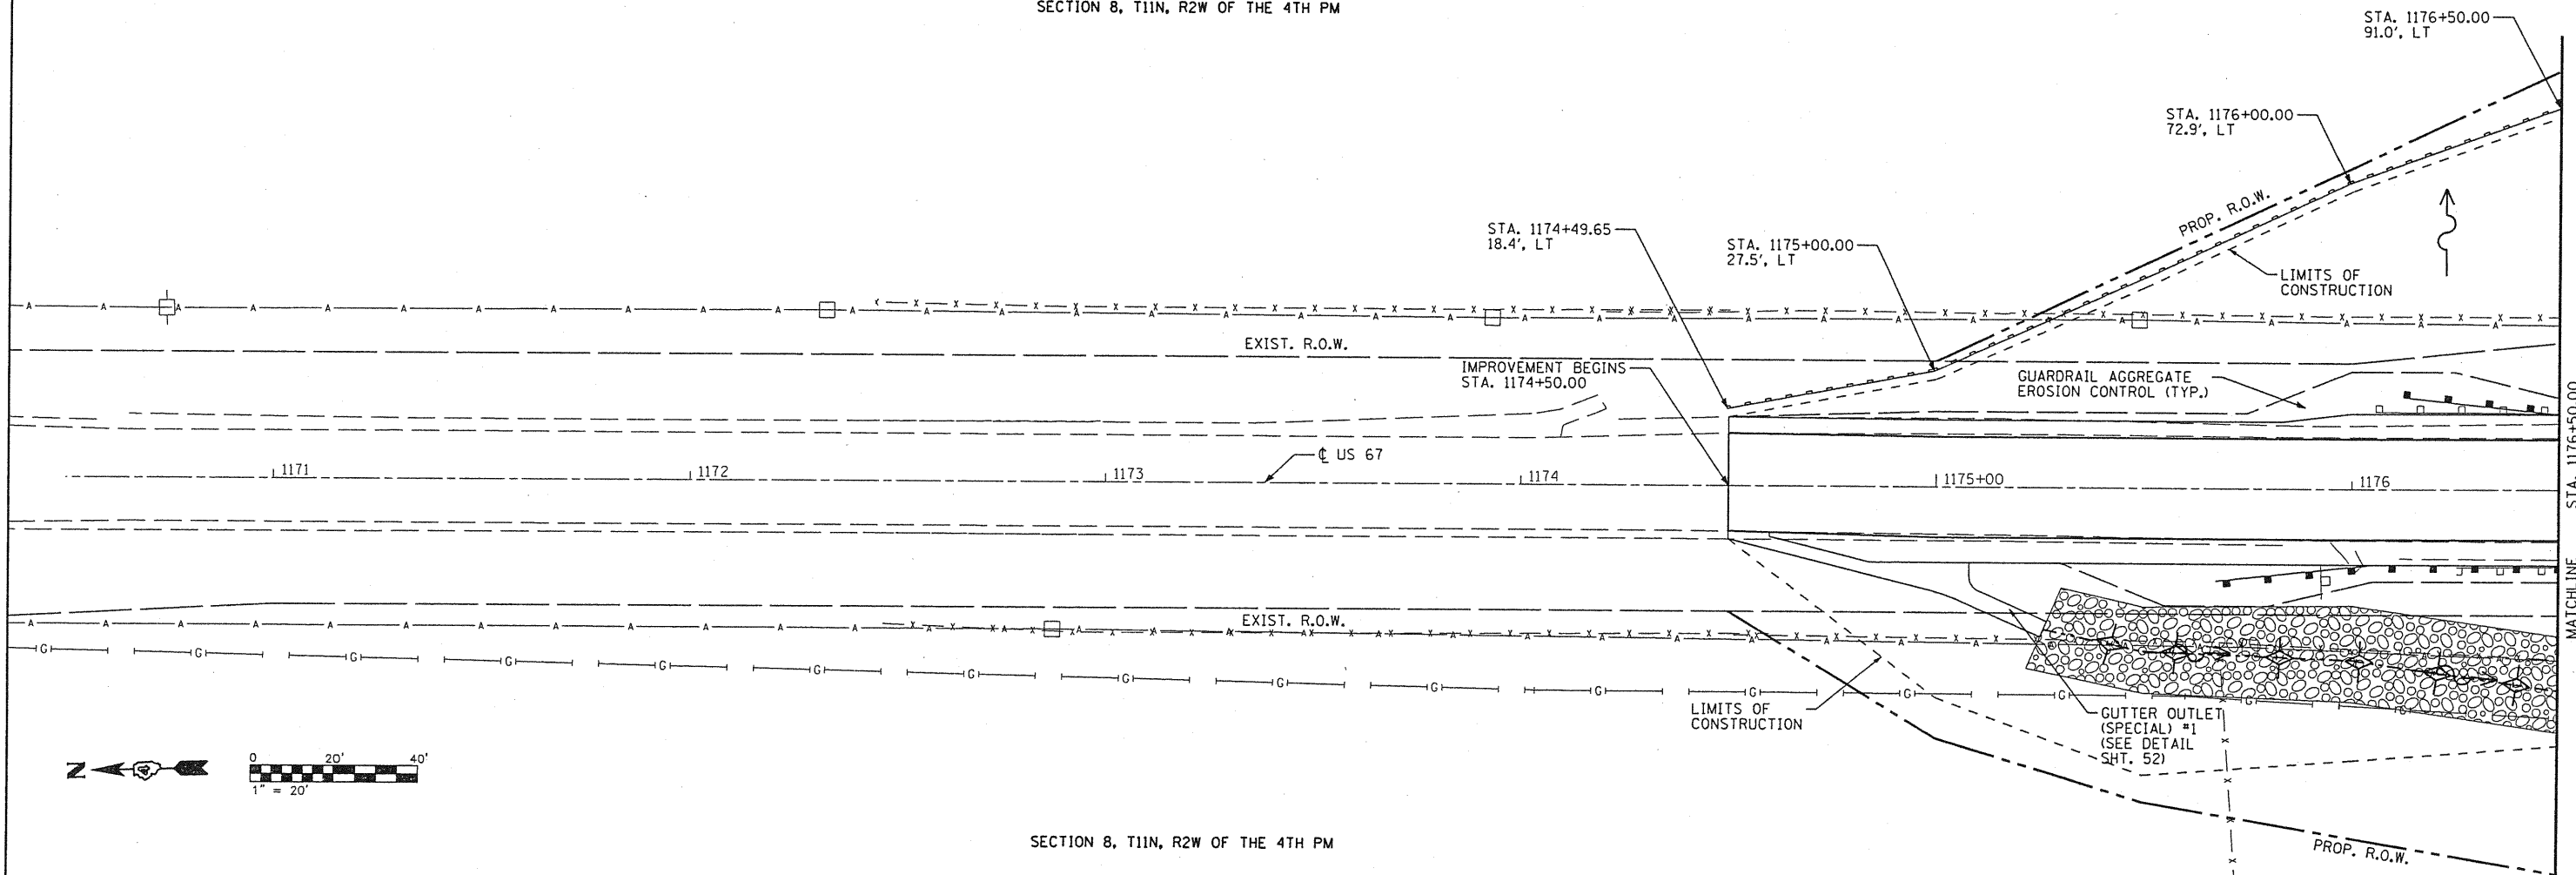 SECTION 8, T11N, R2W OF THE 4TH PM
STA. 1176+50.00
91.0', LT
STA. 1176+00.00
72.9', LT
PROP. R.O.W.
STA. 1174+49.65
18.4', LT
STA. 1175+00.00
27.5', LT
LIMITS OF
CONSTRUCTION
EXIST. R.O.W.
IMPROVEMENT BEGINS
STA. 1174+50.00
GUARDRAIL AGGREGATE
EROSION CONTROL (TYP.)
℄ US 67
1171
1172
1173
1174
1175+00
1176
MATCHLINE STA. 1176+50.00
EXIST. R.O.W.
LIMITS OF
CONSTRUCTION
GUTTER OUTLET
(SPECIAL) #1
(SEE DETAIL
SHT. 52)
N
0 20' 40'
1" = 20'
SECTION 8, T11N, R2W OF THE 4TH PM
PROP. R.O.W.